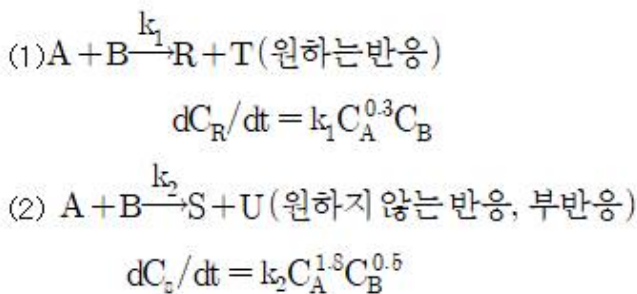 (1)A+B k₁→ R+T(원하는반응)
dC_R/dt = k₁C_A^0.3 C_B
(2) A+B k₂→ S+U(원하지 않는 반응, 부반응)
dC_s/dt = k₂C_A^1.8 C_B^0.5